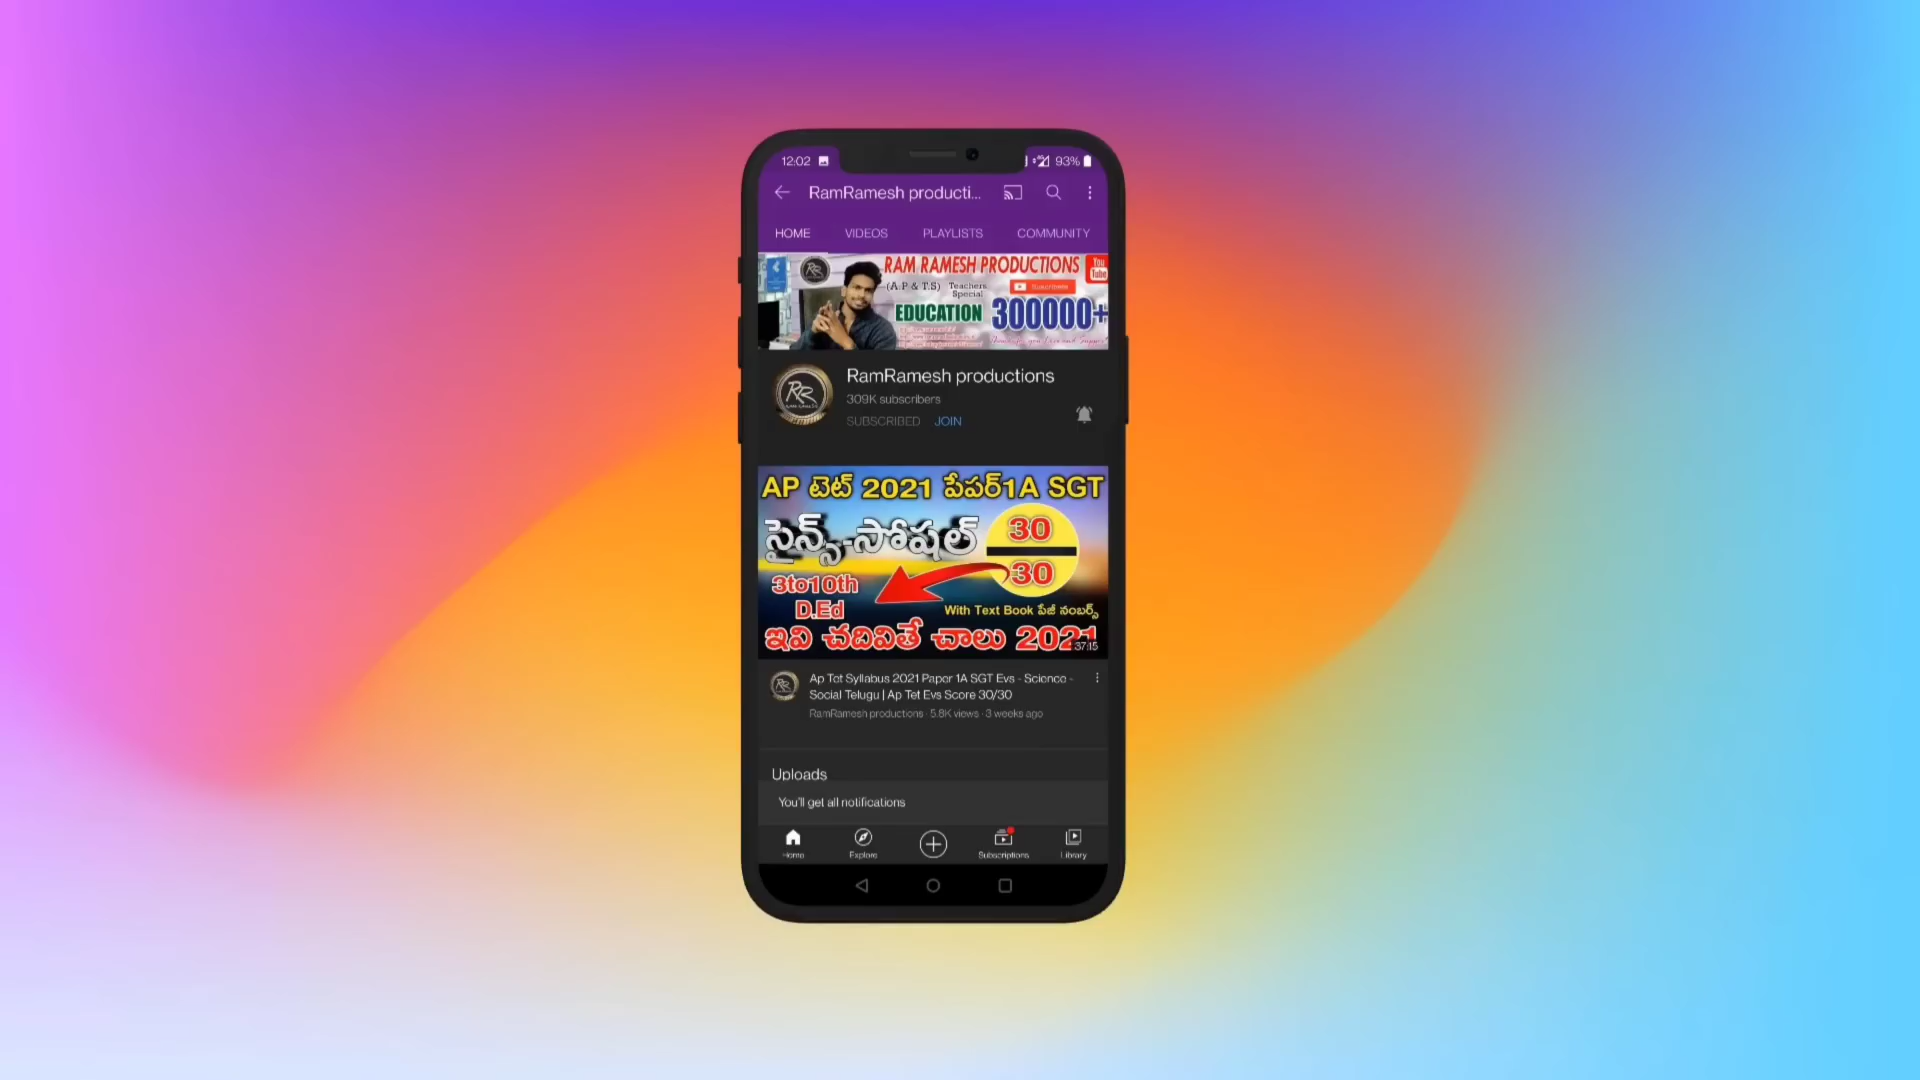 12:02
93%
RamRamesh producti...
HOME VIDEOS PLAYLISTS COMMUNITY
RAM RAMESH PRODUCTIONS
You
Tube
(A.P & T.S) Teachers
Special
EDUCATION 300000+
RamRamesh productions
309K subscribers
SUBSCRIBED JOIN
AP టెట్ 2021 పేపర్1A SGT
సైన్స్-సోషల్
30
30
3to10th
D.Ed
With Text Book పేజీ నంబర్స్
ఇవి చదివితే చాలు 2021
37:15
Ap Tet Syllabus 2021 Paper 1A SGT Evs - Science -
Social Telugu | Ap Tet Evs Score 30/30
RamRamesh productions · 5.8K views · 3 weeks ago
Uploads
You'll get all notifications
Home Explore Subscriptions Library